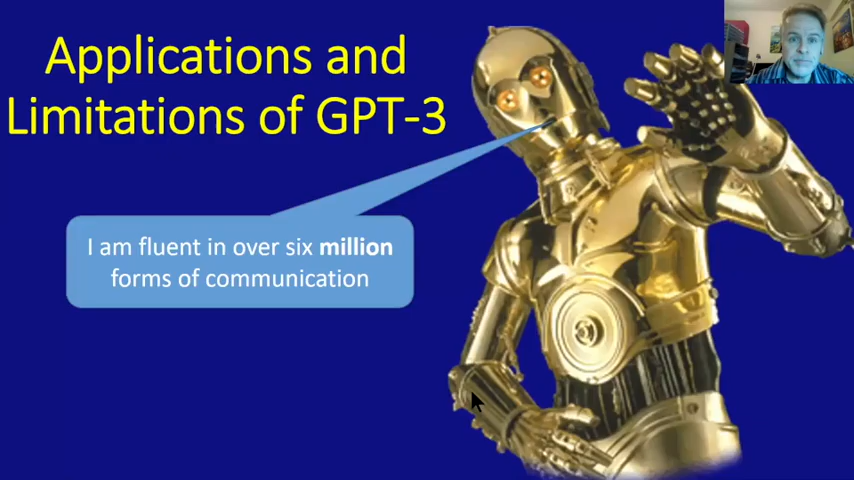 Applications and
Limitations of GPT-3
I am fluent in over six million
forms of communication